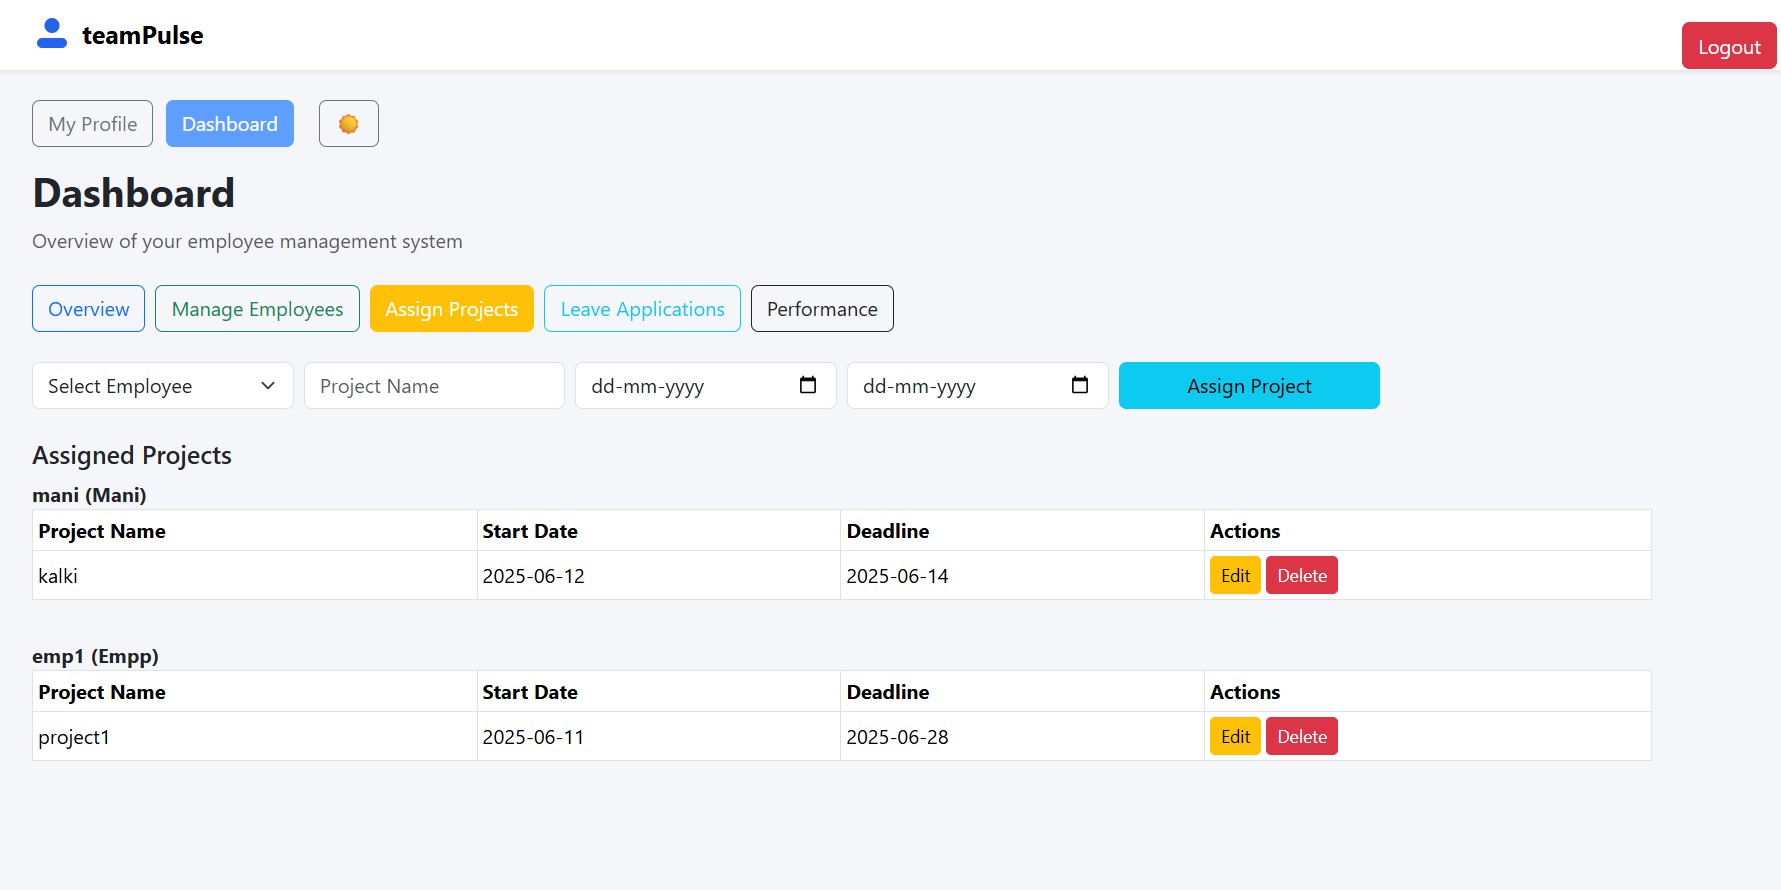 teamPulse
Logout
My Profile Dashboard
Dashboard
Overview of your employee management system
Overview Manage Employees Assign Projects Leave Applications Performance
Select Employee Project Name dd-mm-yyyy dd-mm-yyyy Assign Project
Assigned Projects
mani (Mani)
Project Name Start Date Deadline Actions
kalki 2025-06-12 2025-06-14 Edit Delete
emp1 (Empp)
Project Name Start Date Deadline Actions
project1 2025-06-11 2025-06-28 Edit Delete